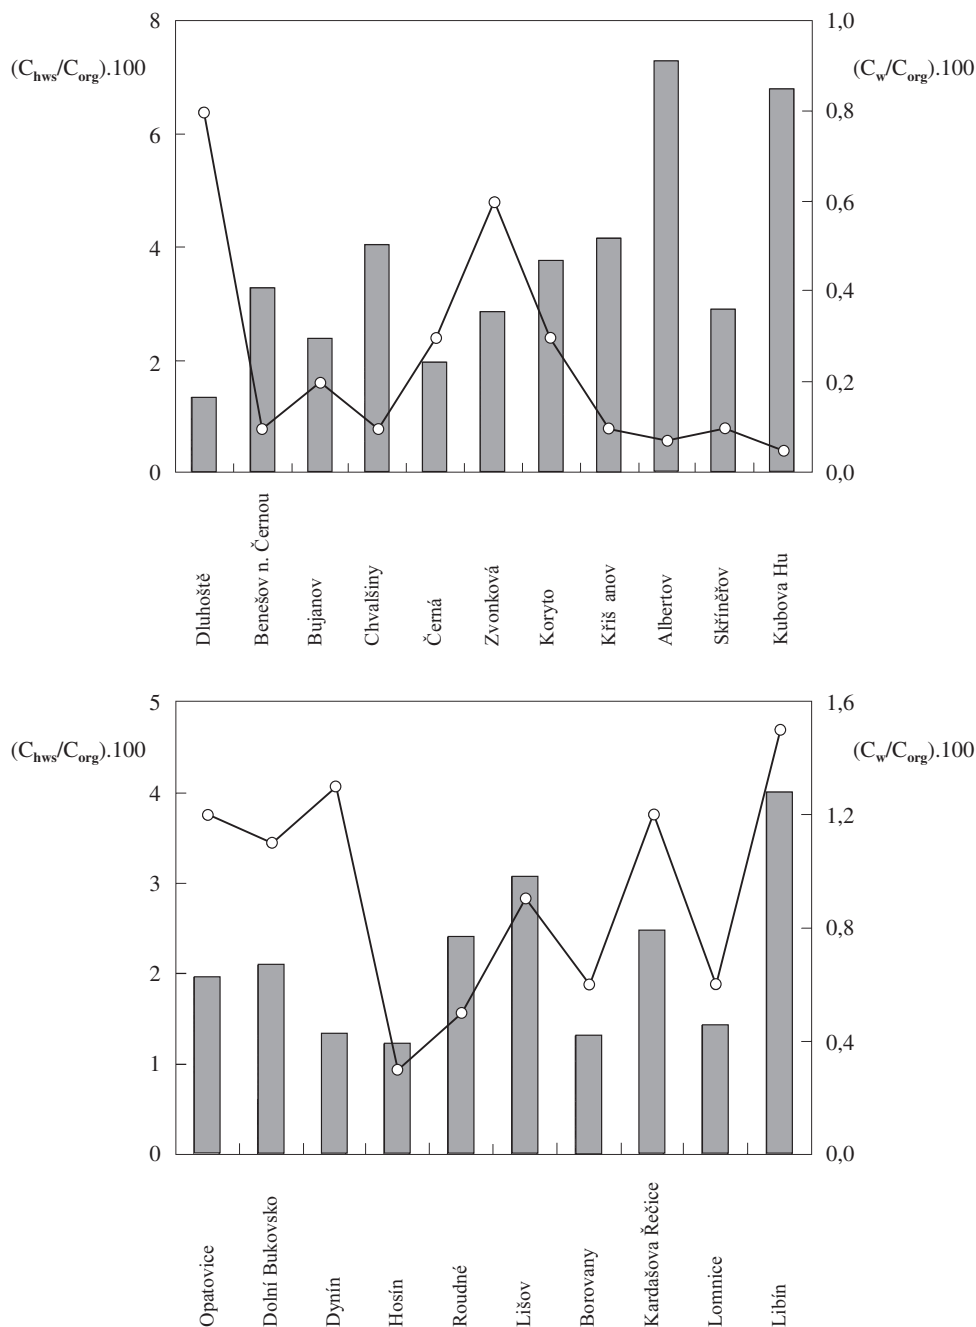 8
1,0
(Chws/Corg).100
(Cw/Corg).100
0,8
6
0,6
4
0,4
2
0,2
0
0,0
Dluhoště
Benešov n. Černou
Bujanov
Chvalšiny
Černá
Zvonková
Koryto
Křiš anov
Albertov
Skříněřov
Kubova Hu
5
1,6
(Chws/Corg).100
(Cw/Corg).100
4
1,2
3
0,8
2
0,4
1
0
0,0
Opatovice
Dolní Bukovsko
Dynín
Hosín
Roudné
Lišov
Borovany
Kardašova Řečice
Lomnice
Libín